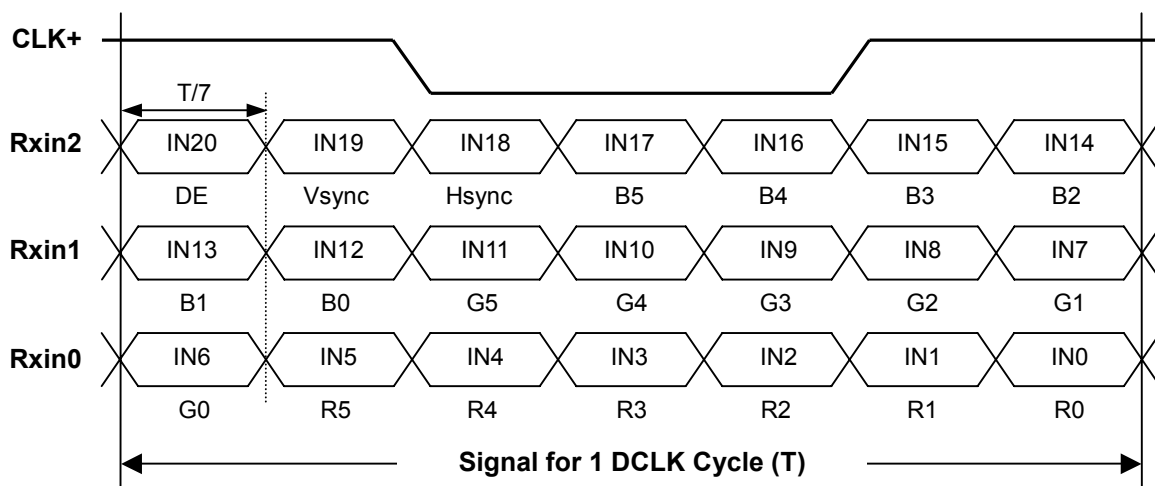 CLK+
T/7
Rxin2 IN20 IN19 IN18 IN17 IN16 IN15 IN14
DE Vsync Hsync B5 B4 B3 B2
Rxin1 IN13 IN12 IN11 IN10 IN9 IN8 IN7
B1 B0 G5 G4 G3 G2 G1
Rxin0 IN6 IN5 IN4 IN3 IN2 IN1 IN0
G0 R5 R4 R3 R2 R1 R0
Signal for 1 DCLK Cycle (T)